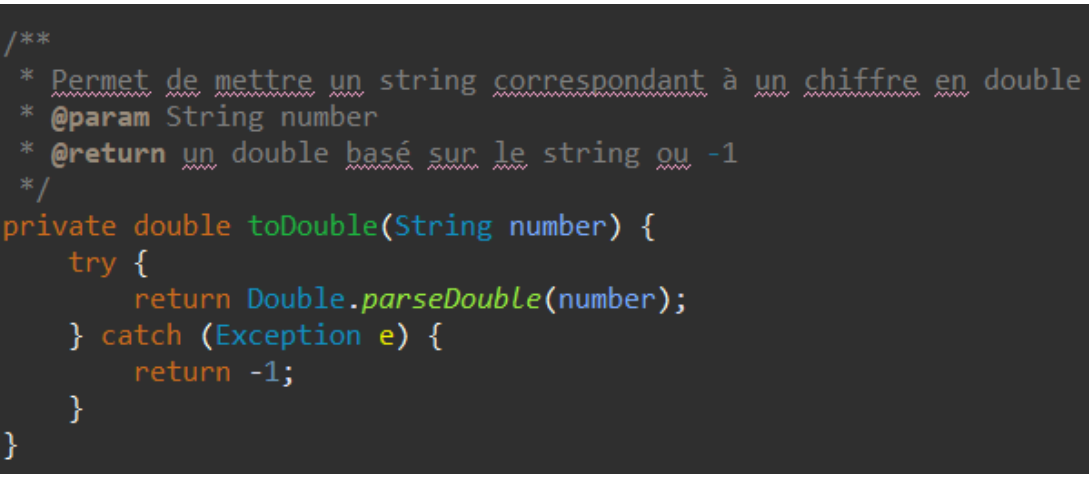 /**
 * Permet de mettre un string correspondant à un chiffre en double
 * @param String number
 * @return un double basé sur le string ou -1
 */
private double toDouble(String number) {
    try {
        return Double.parseDouble(number);
    } catch (Exception e) {
        return -1;
    }
}